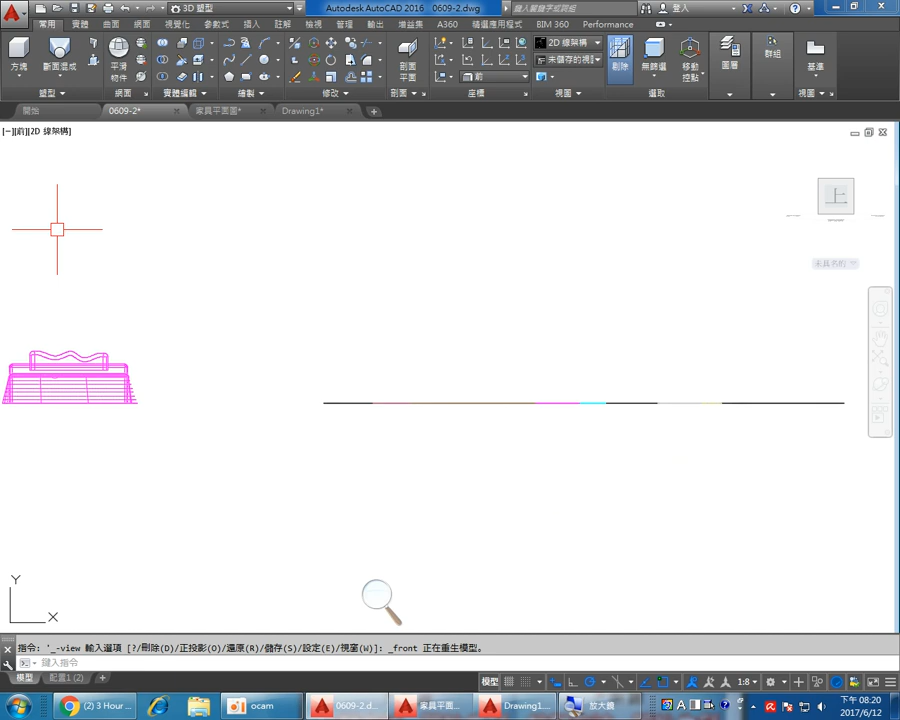 3D 塑型
Autodesk AutoCAD 2016 0609-2.dwg
鍵入關鍵字或詞組
登入
常用 實體 曲面 網面 視覺化 參數式 插入 註解 檢視 管理 輸出 增益集 A360 精選應用程式 BIM 360 Performance
方塊
斷面混成
平滑
物件
剖面
平面
2D 線架構
未儲存的視
前
剔除
無篩選
移動
控點
圖層
群組
基準
塑型 網面 實體編輯 繪製 修改 剖面 座標 視圖 選取 視圖
開始 0609-2* 家具平面圖* Drawing1*
[−][前][2D 線架構]
上
未具名的
Y
X
指令: '_-view 輸入選項 [?/刪除(D)/正投影(O)/還原(R)/儲存(S)/設定(E)/視窗(W)]: _front 正在重生模型。
鍵入指令
模型 配置1 (2) +
模型 1:8
(2) 3 Hour ... ocam 0609-2.d... 家具平面... Drawing1.... 放大鏡
下午 08:20
2017/6/12